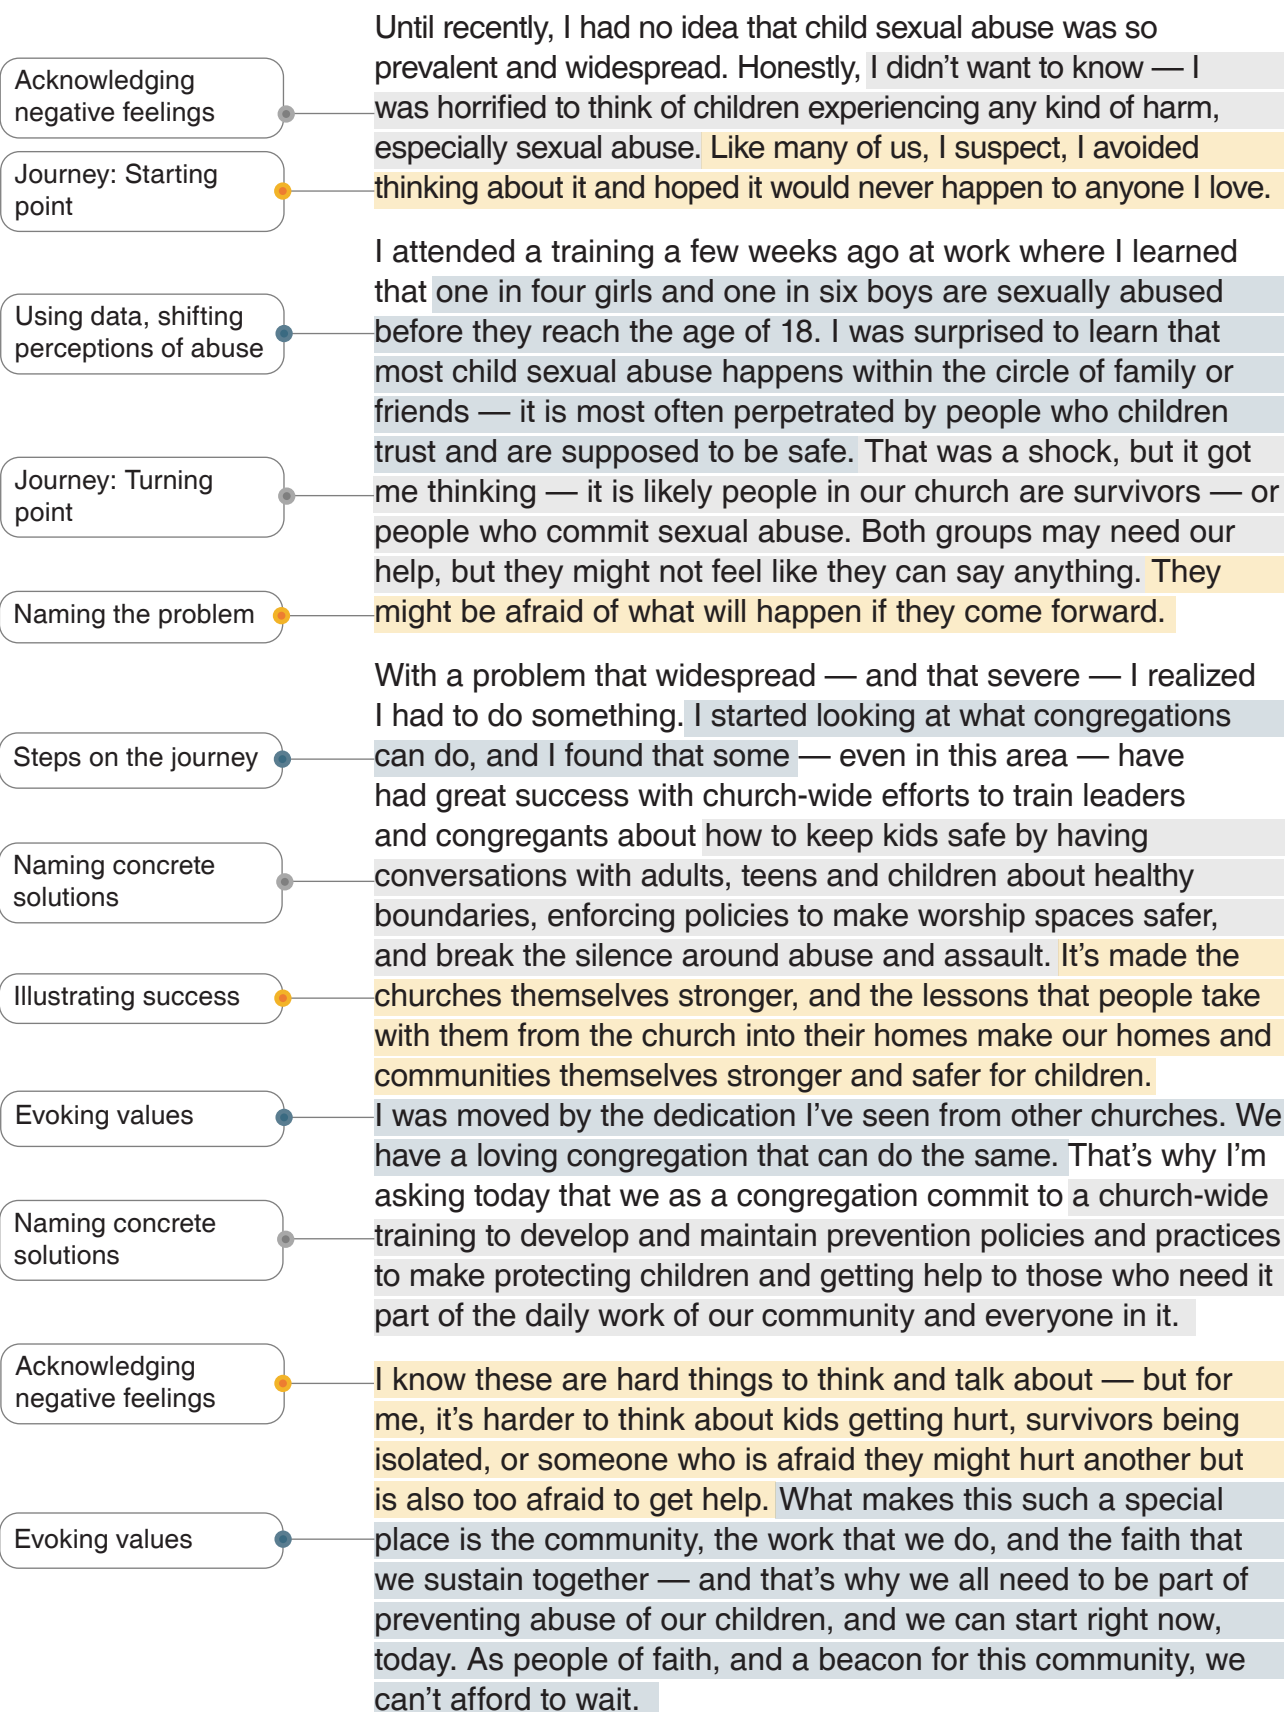 Until recently, I had no idea that child sexual abuse was so
prevalent and widespread. Honestly, I didn’t want to know — I
was horrified to think of children experiencing any kind of harm,
especially sexual abuse. Like many of us, I suspect, I avoided
thinking about it and hoped it would never happen to anyone I love.
Acknowledging
negative feelings
Journey: Starting
point
I attended a training a few weeks ago at work where I learned
that one in four girls and one in six boys are sexually abused
before they reach the age of 18. I was surprised to learn that
most child sexual abuse happens within the circle of family or
friends — it is most often perpetrated by people who children
trust and are supposed to be safe. That was a shock, but it got
me thinking — it is likely people in our church are survivors — or
people who commit sexual abuse. Both groups may need our
help, but they might not feel like they can say anything. They
might be afraid of what will happen if they come forward.
Using data, shifting
perceptions of abuse
Journey: Turning
point
Naming the problem
With a problem that widespread — and that severe — I realized
I had to do something. I started looking at what congregations
can do, and I found that some — even in this area — have
had great success with church-wide efforts to train leaders
and congregants about how to keep kids safe by having
conversations with adults, teens and children about healthy
boundaries, enforcing policies to make worship spaces safer,
and break the silence around abuse and assault. It’s made the
churches themselves stronger, and the lessons that people take
with them from the church into their homes make our homes and
communities themselves stronger and safer for children.
I was moved by the dedication I’ve seen from other churches. We
have a loving congregation that can do the same. That’s why I’m
asking today that we as a congregation commit to a church-wide
training to develop and maintain prevention policies and practices
to make protecting children and getting help to those who need it
part of the daily work of our community and everyone in it.
Steps on the journey
Naming concrete
solutions
Illustrating success
Evoking values
Naming concrete
solutions
I know these are hard things to think and talk about — but for
me, it’s harder to think about kids getting hurt, survivors being
isolated, or someone who is afraid they might hurt another but
is also too afraid to get help. What makes this such a special
place is the community, the work that we do, and the faith that
we sustain together — and that’s why we all need to be part of
preventing abuse of our children, and we can start right now,
today. As people of faith, and a beacon for this community, we
can’t afford to wait.
Acknowledging
negative feelings
Evoking values